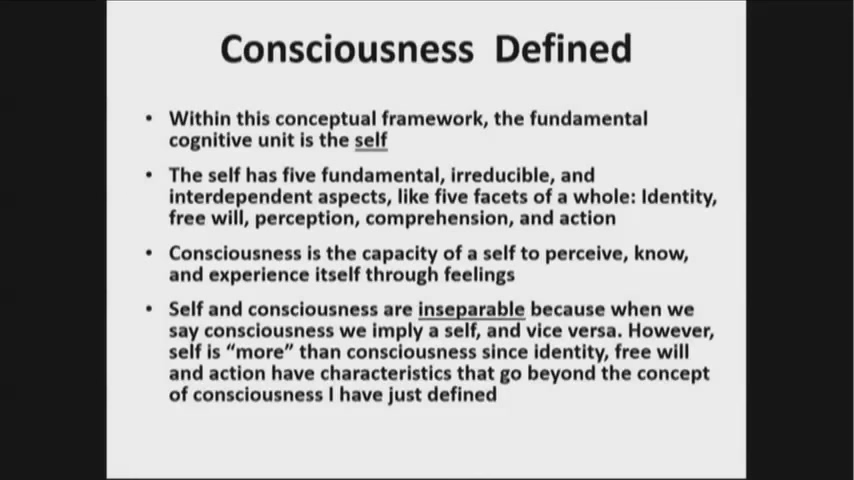 Consciousness Defined
• Within this conceptual framework, the fundamental
cognitive unit is the self
• The self has five fundamental, irreducible, and
interdependent aspects, like five facets of a whole: Identity,
free will, perception, comprehension, and action
• Consciousness is the capacity of a self to perceive, know,
and experience itself through feelings
• Self and consciousness are inseparable because when we
say consciousness we imply a self, and vice versa. However,
self is “more” than consciousness since identity, free will
and action have characteristics that go beyond the concept
of consciousness I have just defined